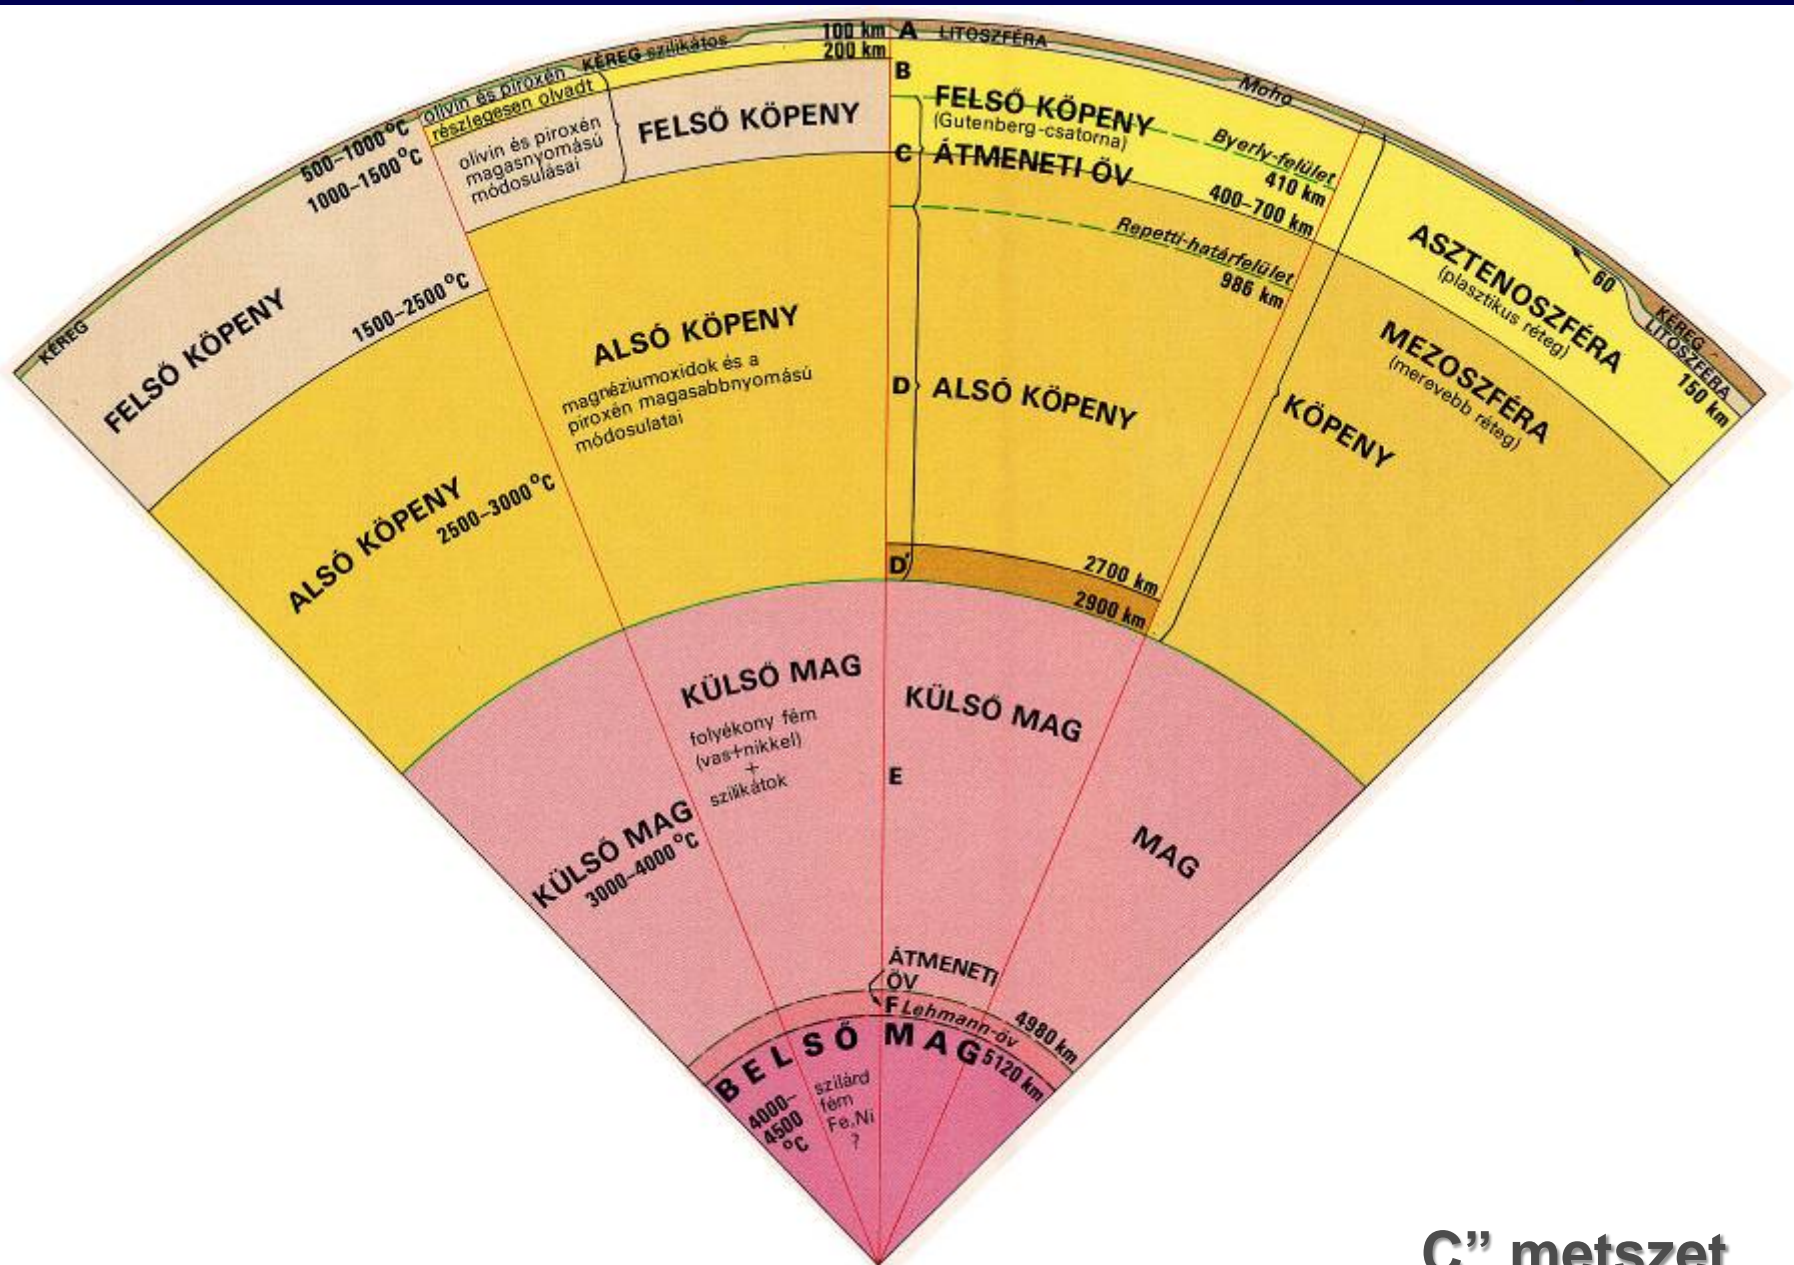 KÉREG
500–1000°C
1000–1500°C
FELSŐ KÖPENY
1500–2500°C
ALSÓ KÖPENY
2500–3000°C
KÜLSŐ MAG
3000–4000°C
4000–
4500
°C
KÉREG szilikátos
olivin és piroxén
részlegesen olvadt
olivin és piroxén
magasnyomású
módosulásai
100 km
200 km
FELSŐ KÖPENY
ALSÓ KÖPENY
magnéziumoxidok és a
piroxén magasabbnyomású
módosulatai
KÜLSŐ MAG
folyékony fém
(vas+nikkel)
+
szilikátok
BELSŐ MAG
szilárd
fém
Fe,Ni
?
A LITOSZFÉRA
Moho
B
FELSŐ KÖPENY
(Gutenberg-csatorna)
Byerly-felület
410 km
C ÁTMENETI ÖV
400–700 km
Repetti-határfelület
986 km
D ALSÓ KÖPENY
2700 km
D'
2900 km
KÜLSŐ MAG
E
ÁTMENETI
ÖV
F Lehmann-öv
4980 km
5120 km
ASZTENOSZFÉRA
(plasztikus réteg)
60
KÉREG
LITOSZFÉRA
150 km
MEZOSZFÉRA
(merevebb réteg)
KÖPENY
MAG
C” metszet